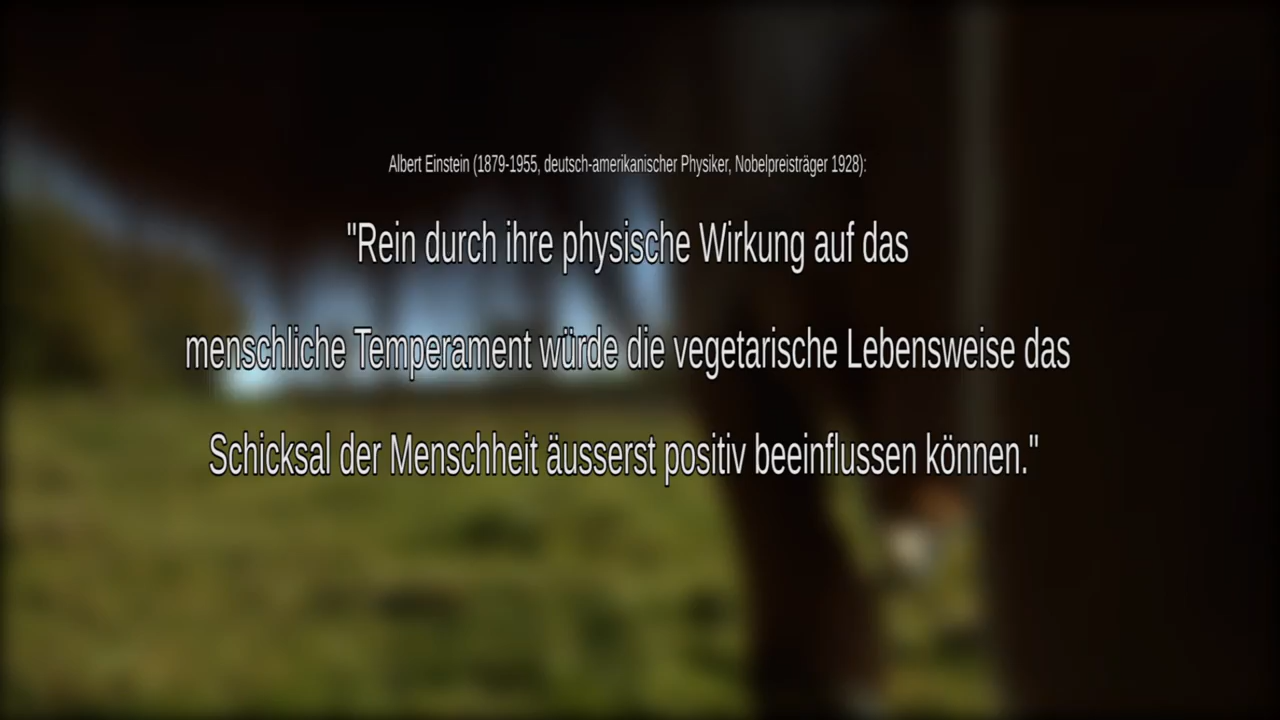 Albert Einstein (1879-1955, deutsch-amerikanischer Physiker, Nobelpreisträger 1928):
"Rein durch ihre physische Wirkung auf das
menschliche Temperament würde die vegetarische Lebensweise das
Schicksal der Menschheit äusserst positiv beeinflussen können."